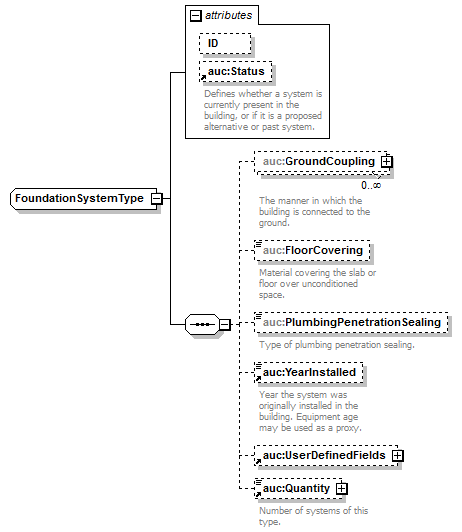 attributes
ID
auc:Status
Defines whether a system is
currently present in the
building, or if it is a proposed
alternative or past system.
FoundationSystemType
auc:GroundCoupling
0..∞
The manner in which the
building is connected to the
ground.
auc:FloorCovering
Material covering the slab or
floor over unconditioned
space.
auc:PlumbingPenetrationSealing
Type of plumbing penetration sealing.
auc:YearInstalled
Year the system was
originally installed in the
building. Equipment age
may be used as a proxy.
auc:UserDefinedFields
auc:Quantity
Number of systems of this
type.